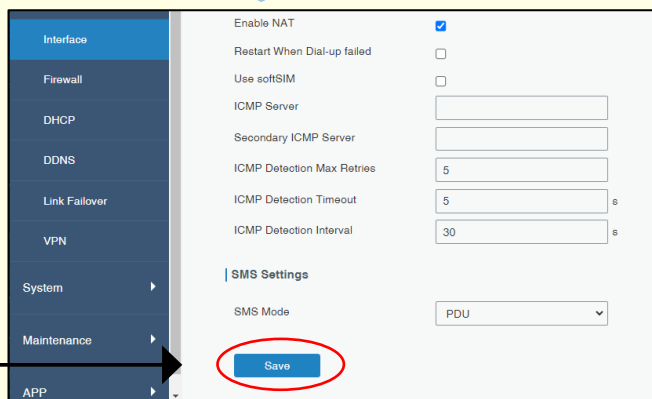 Interface
Firewall
DHCP
DDNS
Link Failover
VPN
System
Maintenance
APP
Enable NAT
Restart When Dial-up failed
Use softSIM
ICMP Server
Secondary ICMP Server
ICMP Detection Max Retries 5
ICMP Detection Timeout 5 s
ICMP Detection Interval 30 s
SMS Settings
SMS Mode PDU
Save